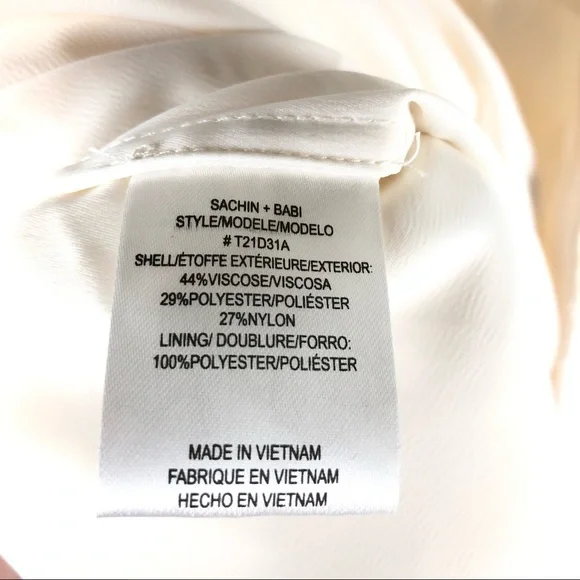 SACHIN + BABI
STYLE/MODELE/MODELO
# T21D31A
SHELL/ÉTOFFE EXTÉRIEURE/EXTERIOR:
44%VISCOSE/VISCOSA
29%POLYESTER/POLIÉSTER
27%NYLON
LINING/ DOUBLURE/FORRO:
100%POLYESTER/POLIÉSTER
MADE IN VIETNAM
FABRIQUE EN VIETNAM
HECHO EN VIETNAM